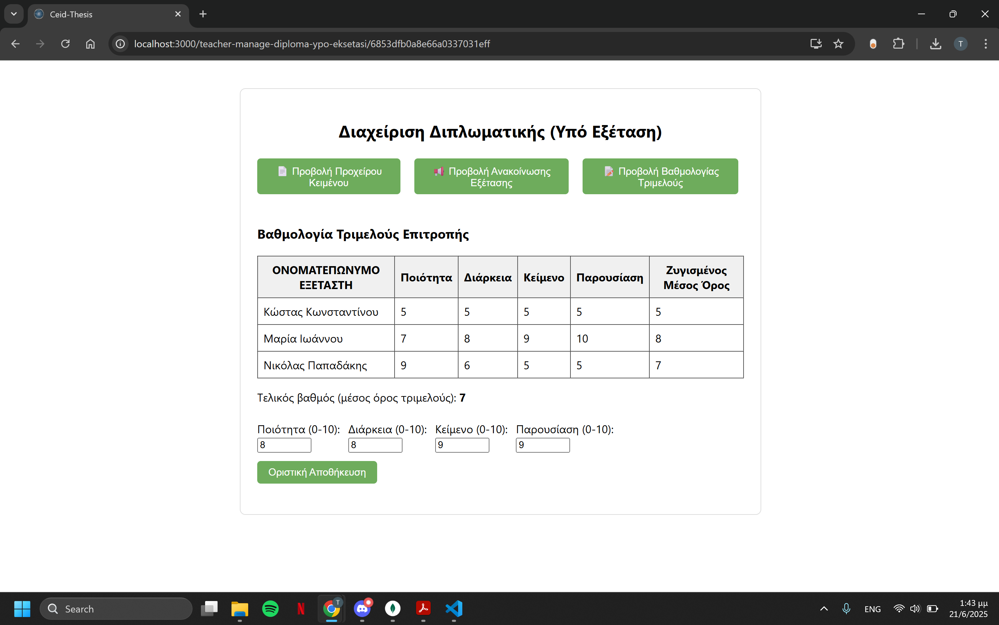 Ceid-Thesis
localhost:3000/teacher-manage-diploma-ypo-eksetasi/6853dfb0a8e66a0337031eff
T
Διαχείριση Διπλωματικής (Υπό Εξέταση)
Προβολή Προχείρου
Κειμένου
Προβολή Ανακοίνωσης
Εξέτασης
Προβολή Βαθμολογίας
Τριμελούς
Βαθμολογία Τριμελούς Επιτροπής
ΟΝΟΜΑΤΕΠΩΝΥΜΟ ΕΞΕΤΑΣΤΗ Ποιότητα Διάρκεια Κείμενο Παρουσίαση Ζυγισμένος Μέσος Όρος
Κώστας Κωνσταντίνου 5 5 5 5 5
Μαρία Ιωάννου 7 8 9 10 8
Νικόλας Παπαδάκης 9 6 5 5 7
Τελικός βαθμός (μέσος όρος τριμελούς): 7
Ποιότητα (0-10): Διάρκεια (0-10): Κείμενο (0-10): Παρουσίαση (0-10):
8 8 9 9
Οριστική Αποθήκευση
Search
N
T
ENG
1:43 μμ
21/6/2025